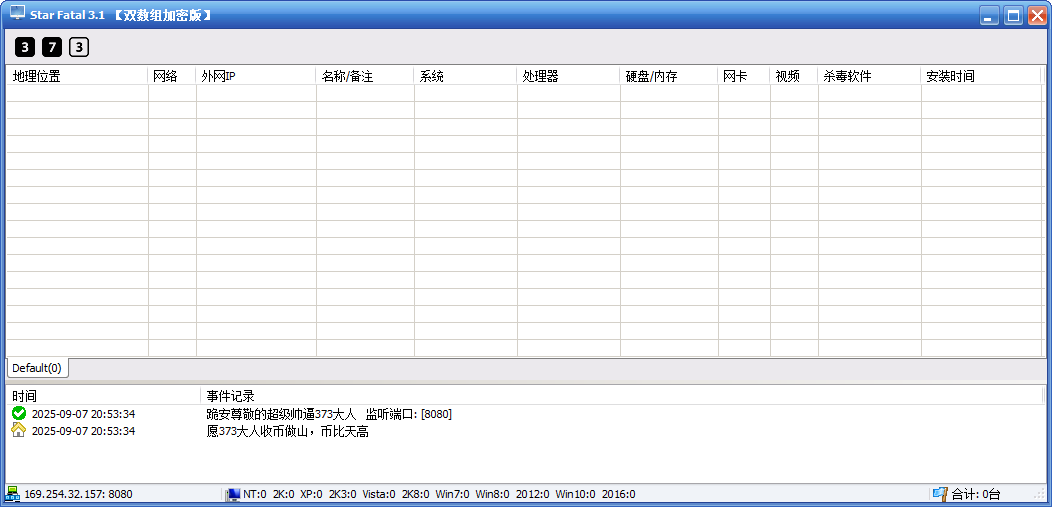 Star Fatal 3.1 【双数组加密版】
3 7 3
地理位置 网络 外网IP 名称/备注 系统 处理器 硬盘/内存 网卡 视频 杀毒软件 安装时间
Default(0)
时间 事件记录
2025-09-07 20:53:34 跪安尊敬的超级帅逼373大人 监听端口: [8080]
2025-09-07 20:53:34 愿373大人收币做山，币比天高
169.254.32.157: 8080 NT:0 2K:0 XP:0 2K3:0 Vista:0 2K8:0 Win7:0 Win8:0 2012:0 Win10:0 2016:0 合计: 0台